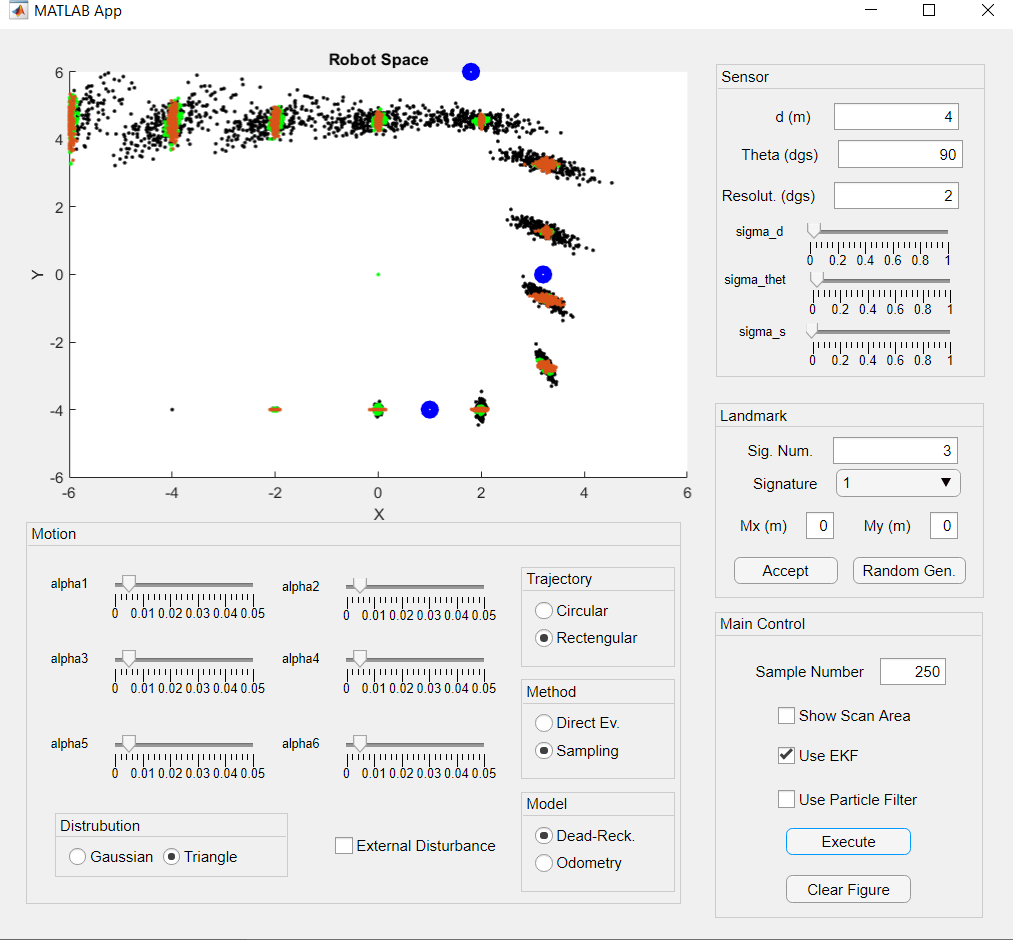 MATLAB App
Robot Space
6
4
2
0
-2
-4
-6
Y
-6 -4 -2 0 2 4 6
X
Sensor
d (m) 4
Theta (dgs) 90
Resolut. (dgs) 2
sigma_d
0 0.2 0.4 0.6 0.8 1
sigma_thet
0 0.2 0.4 0.6 0.8 1
sigma_s
0 0.2 0.4 0.6 0.8 1
Landmark
Sig. Num. 3
Signature 1
Mx (m) 0 My (m) 0
Accept Random Gen.
Motion
alpha1
0 0.01 0.02 0.03 0.04 0.05
alpha2
0 0.01 0.02 0.03 0.04 0.05
alpha3
0 0.01 0.02 0.03 0.04 0.05
alpha4
0 0.01 0.02 0.03 0.04 0.05
alpha5
0 0.01 0.02 0.03 0.04 0.05
alpha6
0 0.01 0.02 0.03 0.04 0.05
Distrubution
Gaussian Triangle
External Disturbance
Trajectory
Circular
Rectengular
Method
Direct Ev.
Sampling
Model
Dead-Reck.
Odometry
Main Control
Sample Number 250
Show Scan Area
Use EKF
Use Particle Filter
Execute
Clear Figure